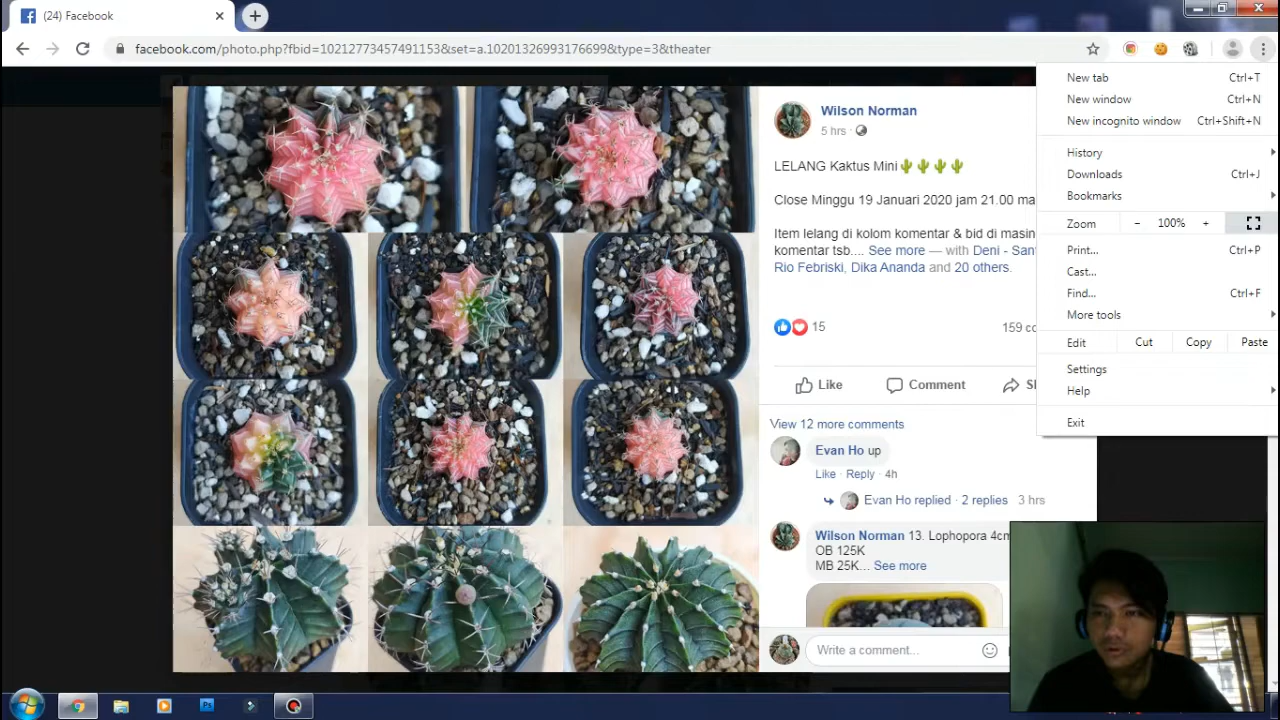 (24) Facebook
facebook.com/photo.php?fbid=10212773457491153&set=a.10201326993176699&type=3&theater
New tab Ctrl+T
New window Ctrl+N
New incognito window Ctrl+Shift+N
History
Downloads Ctrl+J
Bookmarks
Zoom - 100% +
Print... Ctrl+P
Cast...
Find... Ctrl+F
More tools
Edit Cut Copy Paste
Settings
Help
Exit
Wilson Norman
5 hrs
LELANG Kaktus Mini🌵🌵🌵🌵
Close Minggu 19 Januari 2020 jam 21.00
Item lelang di kolom komentar & bid di
komentar tsb.... See more — with Deni -
Rio Febriski, Dika Ananda and 20 others.
15 159
Like Comment
View 12 more comments
Evan Ho up
Like · Reply · 4h
Evan Ho replied · 2 replies 3 hrs
Wilson Norman 13. Lophopora
OB 125K
MB 25K... See more
Write a comment...
Ps